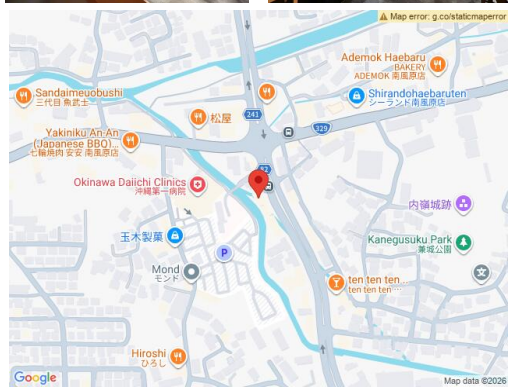 Map error: g.co/staticmaperror
Ademok Haebaru
BAKERY
ADEMOK 南風原店
Sandaimeuobushi
三代目 魚武士
松屋
241
329
Shirandohaebaruten
シーランド南風原店
Yakiniku An An
(Japanese BBQ)...
七輪焼肉 安安 南風原店
82
Okinawa Daiichi Clinics
沖縄第一病院
内嶺城跡
玉木製菓
P
Kanegusuku Park
兼城公園
Mond
モンド
ten ten ten...
ten ten ten...
Hiroshi
ひろし
Google
Map data ©2026